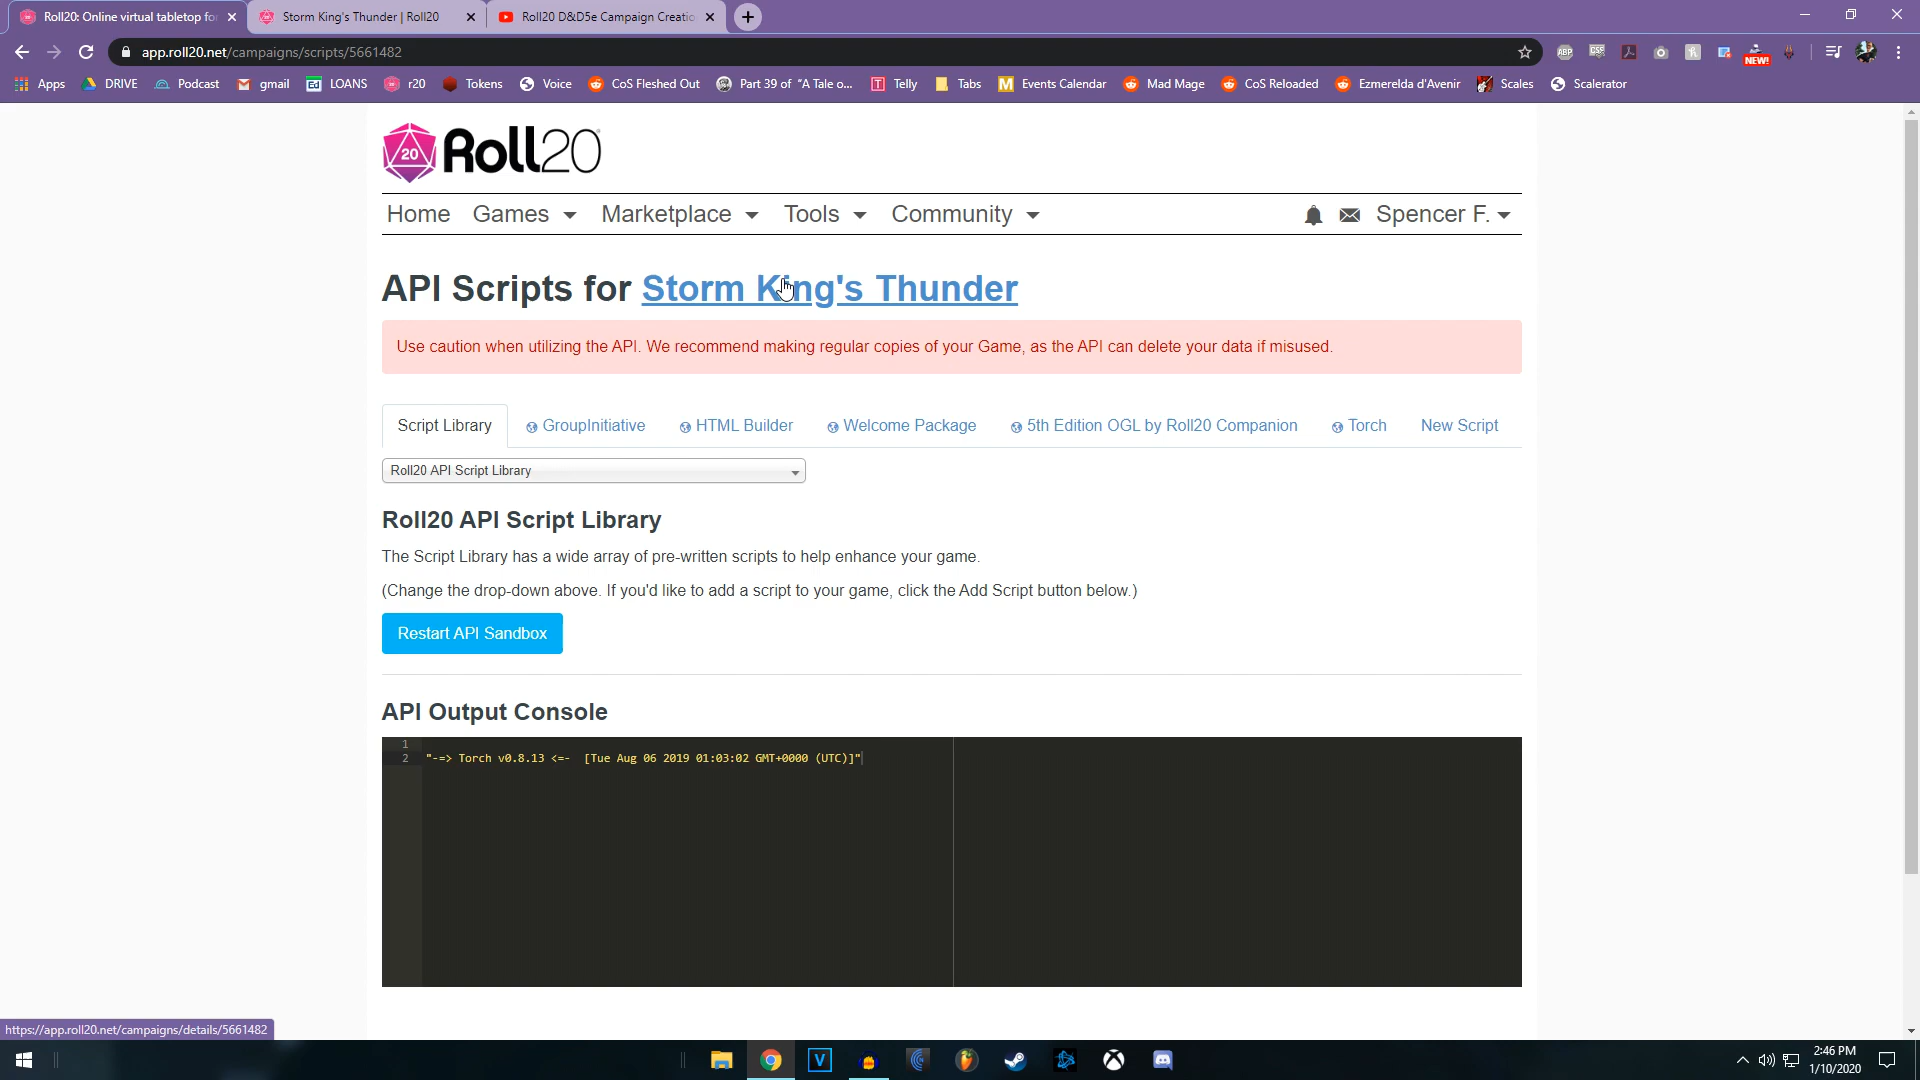 Roll20: Online virtual tabletop fo
Storm King's Thunder | Roll20
Roll20 D&D5e Campaign Creatio
app.roll20.net/campaigns/scripts/5661482
ABP
NEW!
Apps
DRIVE
Podcast
gmail
LOANS
r20
Tokens
Voice
CoS Fleshed Out
Part 39 of "A Tale o...
Telly
Tabs
Events Calendar
Mad Mage
CoS Reloaded
Ezmerelda d'Avenir
Scales
Scalerator
20 Roll20
Home
Games
Marketplace
Tools
Community
Spencer F.
API Scripts for Storm King's Thunder
Use caution when utilizing the API. We recommend making regular copies of your Game, as the API can delete your data if misused.
Script Library
GroupInitiative
HTML Builder
Welcome Package
5th Edition OGL by Roll20 Companion
Torch
New Script
Roll20 API Script Library
Roll20 API Script Library
The Script Library has a wide array of pre-written scripts to help enhance your game.
(Change the drop-down above. If you'd like to add a script to your game, click the Add Script button below.)
Restart API Sandbox
API Output Console
1
2 "-=> Torch v0.8.13 <=-  [Tue Aug 06 2019 01:03:02 GMT+0000 (UTC)]"
https://app.roll20.net/campaigns/details/5661482
V
2:46 PM
1/10/2020